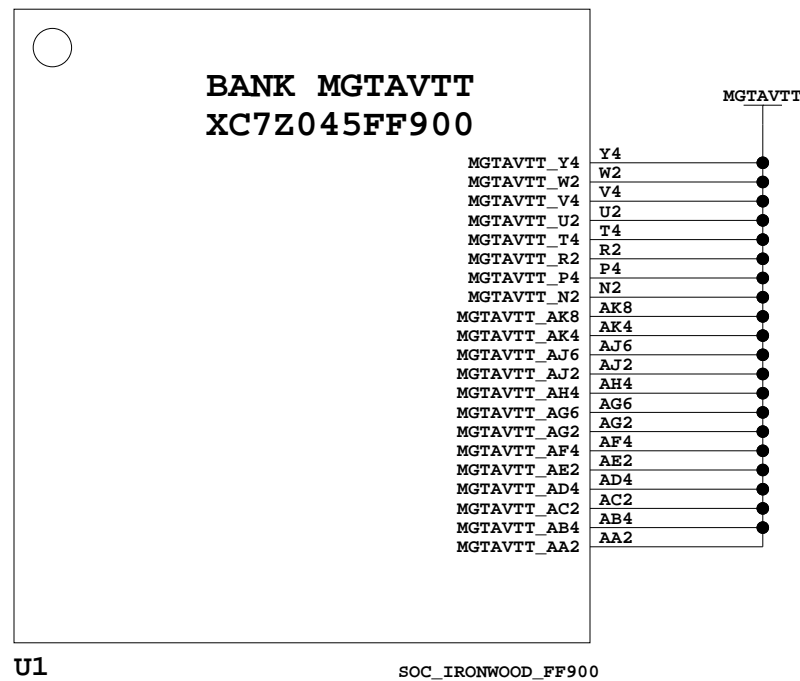 BANK MGTAVTT
XC7Z045FF900
MGTAVTT
MGTAVTT_Y4 Y4
MGTAVTT_W2 W2
MGTAVTT_V4 V4
MGTAVTT_U2 U2
MGTAVTT_T4 T4
MGTAVTT_R2 R2
MGTAVTT_P4 P4
MGTAVTT_N2 N2
MGTAVTT_AK8 AK8
MGTAVTT_AK4 AK4
MGTAVTT_AJ6 AJ6
MGTAVTT_AJ2 AJ2
MGTAVTT_AH4 AH4
MGTAVTT_AG6 AG6
MGTAVTT_AG2 AG2
MGTAVTT_AF4 AF4
MGTAVTT_AE2 AE2
MGTAVTT_AD4 AD4
MGTAVTT_AC2 AC2
MGTAVTT_AB4 AB4
MGTAVTT_AA2 AA2
U1
SOC_IRONWOOD_FF900